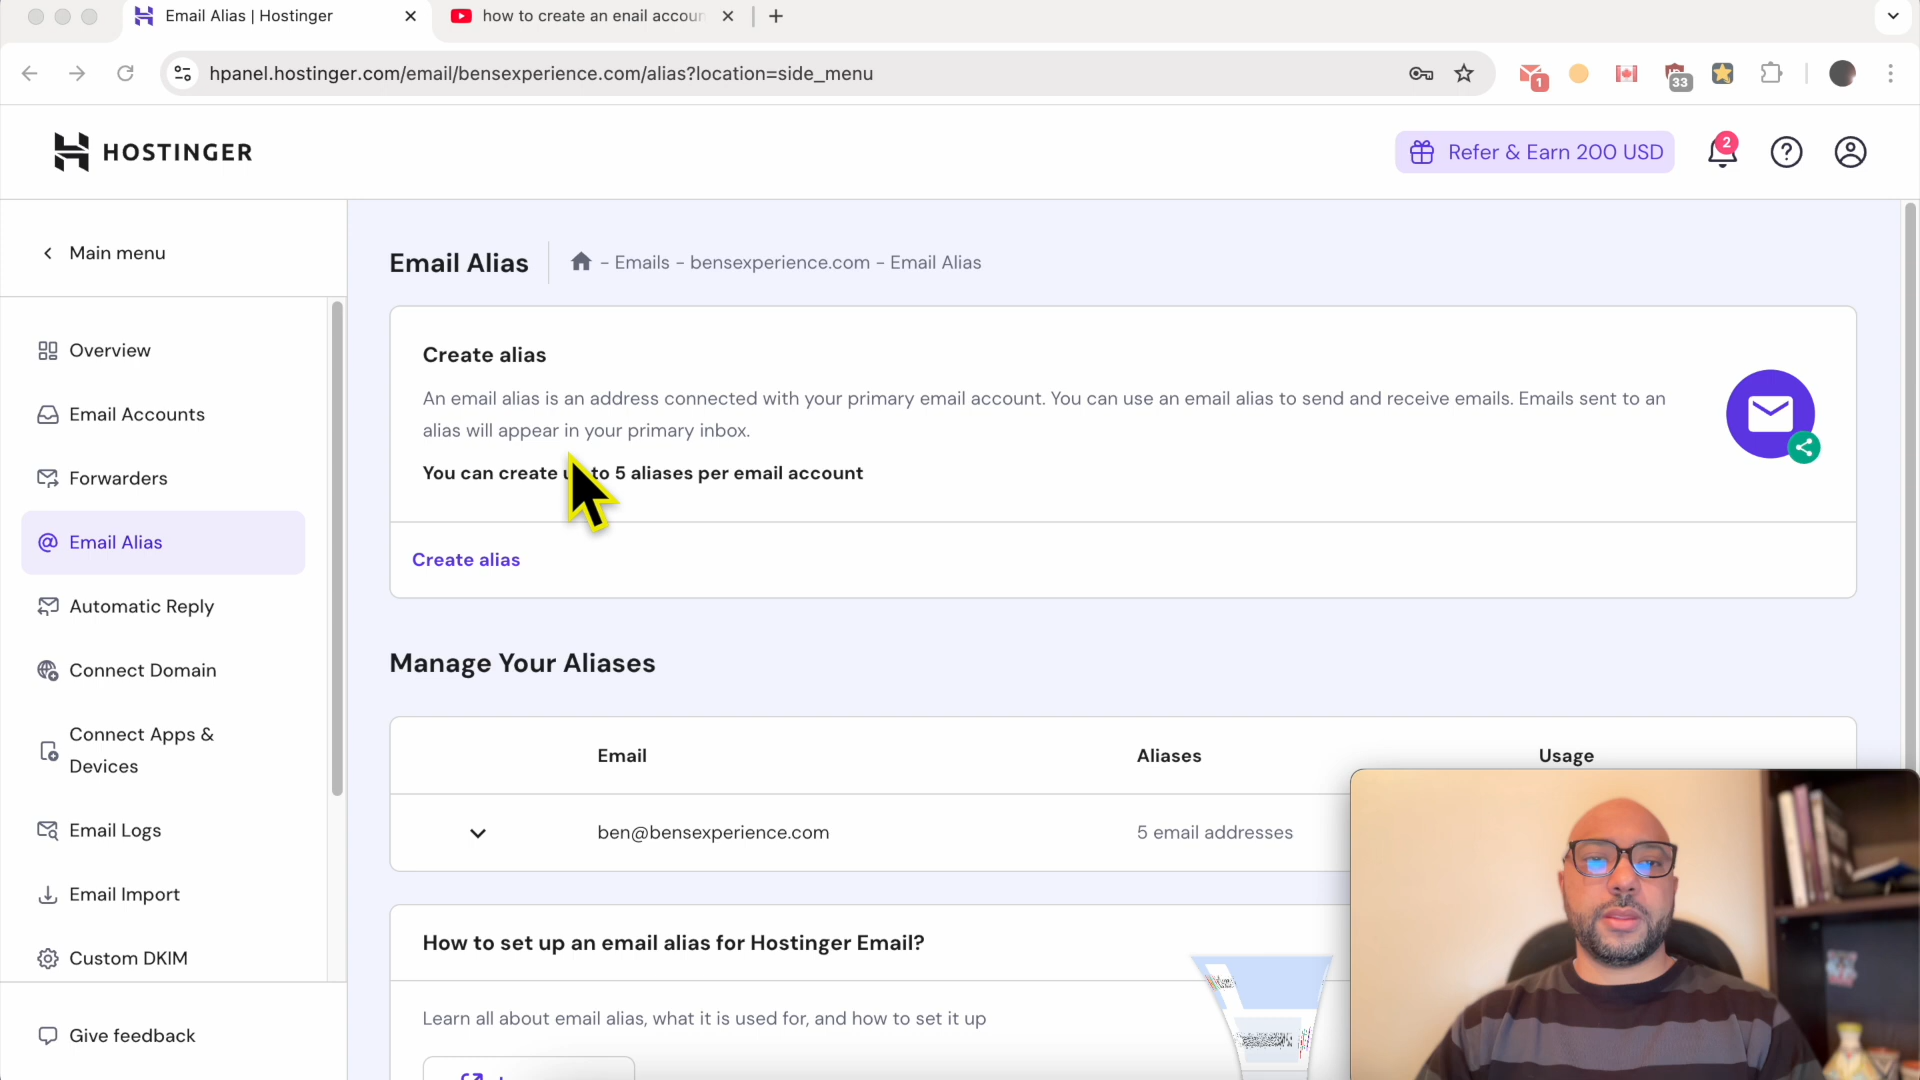 Email Alias | Hostinger
how to create an enail accoun
hpanel.hostinger.com/email/bensexperience.com/alias?location=side_menu
1
33
HOSTINGER
Refer & Earn 200 USD
2
Main menu
Email Alias
- Emails - bensexperience.com - Email Alias
Overview
Email Accounts
Forwarders
Email Alias
Automatic Reply
Connect Domain
Connect Apps &
Devices
Email Logs
Email Import
Custom DKIM
Give feedback
Create alias
An email alias is an address connected with your primary email account. You can use an email alias to send and receive emails. Emails sent to an
alias will appear in your primary inbox.
You can create to 5 aliases per email account
Create alias
Manage Your Aliases
Email
Aliases
Usage
ben@bensexperience.com
5 email addresses
How to set up an email alias for Hostinger Email?
Learn all about email alias, what it is used for, and how to set it up